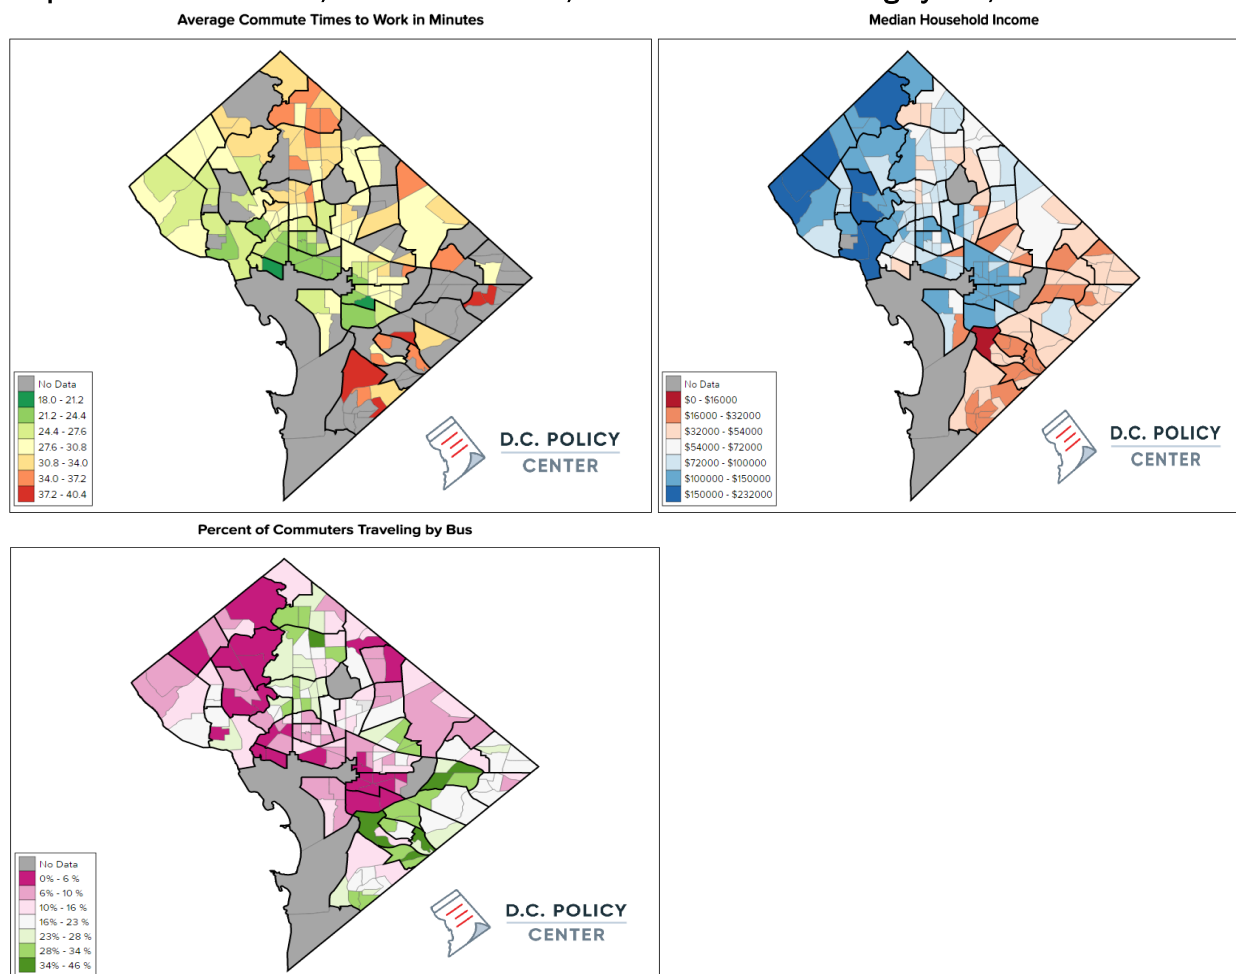 Average Commute Times to Work in Minutes
Median Household Income
No Data
18.0 - 21.2
21.2 - 24.4
24.4 - 27.6
27.6 - 30.8
30.8 - 34.0
34.0 - 37.2
37.2 - 40.4
D.C. POLICY
CENTER
No Data
$0 - $16000
$16000 - $32000
$32000 - $54000
$54000 - $72000
$72000 - $100000
$100000 - $150000
$150000 - $232000
D.C. POLICY
CENTER
Percent of Commuters Traveling by Bus
No Data
0% - 6 %
6% - 10 %
10% - 16 %
16% - 23 %
23% - 28 %
28% - 34 %
34% - 46 %
D.C. POLICY
CENTER